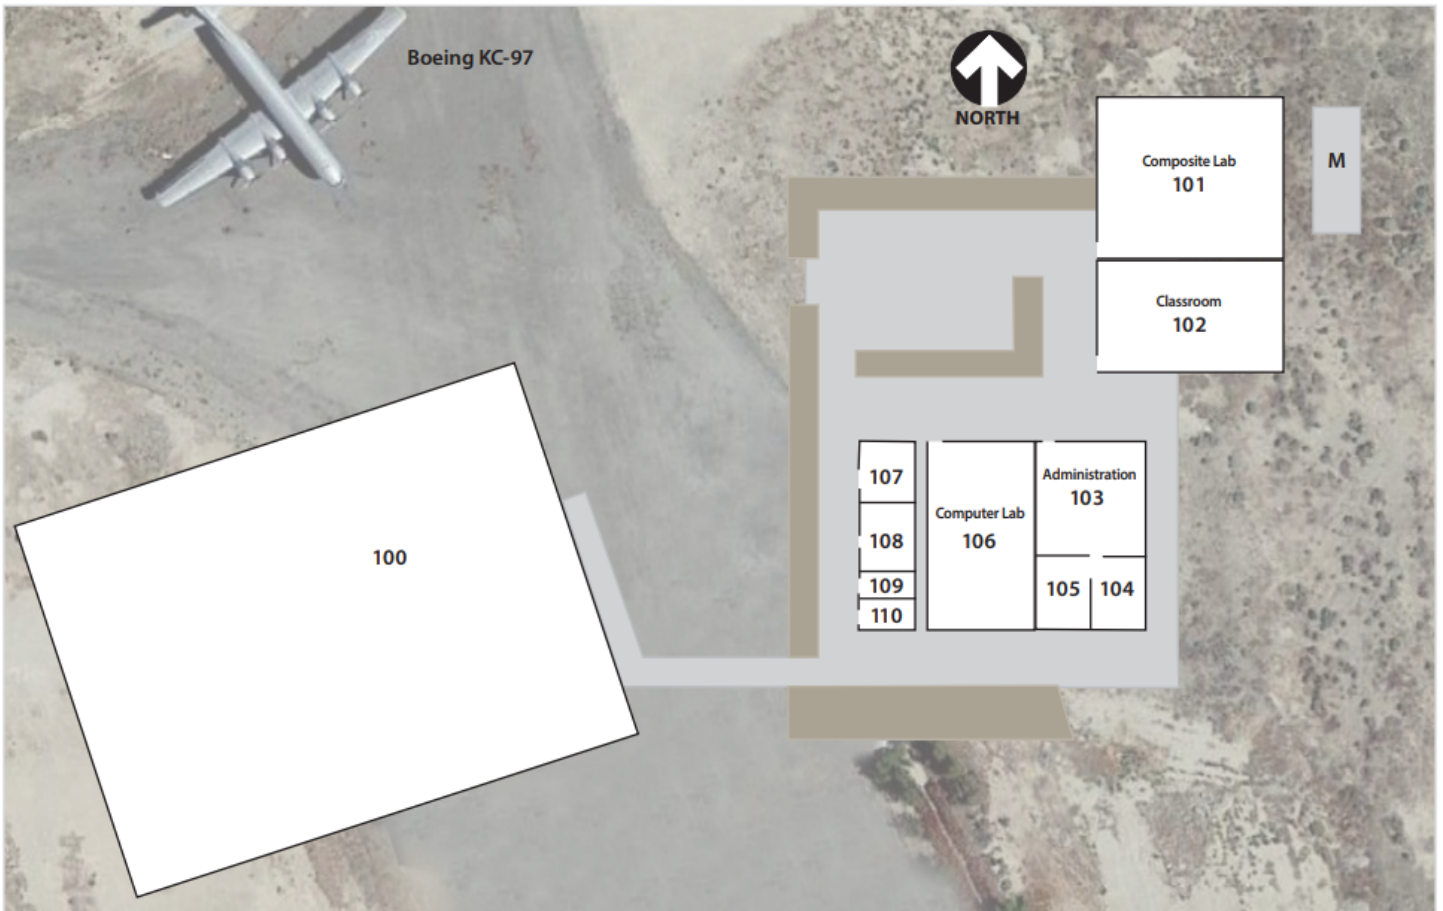 Boeing KC-97
NORTH
Composite Lab
101
M
Classroom
102
107
108
109
110
Computer Lab
106
Administration
103
105
104
100